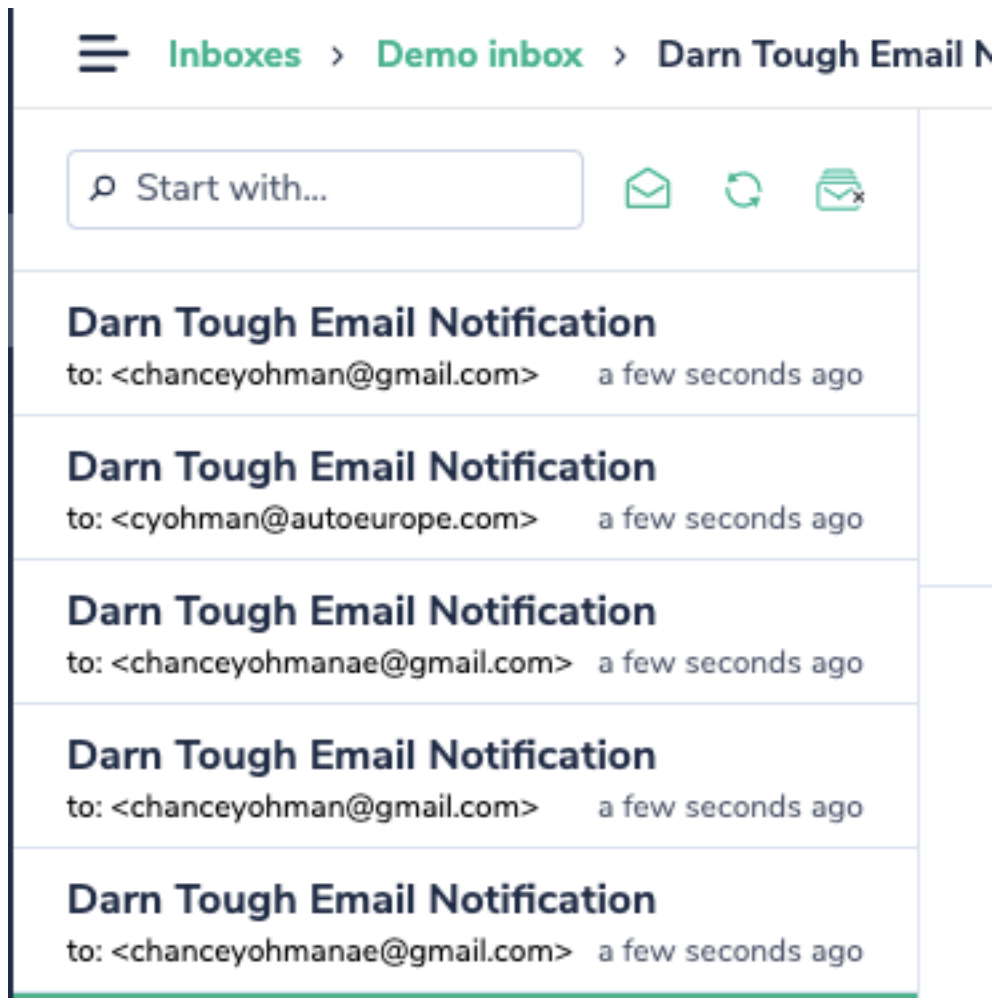 Inboxes > Demo inbox > Darn Tough Email N
Start with...
Darn Tough Email Notification
to: <chanceyohman@gmail.com> a few seconds ago
Darn Tough Email Notification
to: <cyohman@autoeurope.com> a few seconds ago
Darn Tough Email Notification
to: <chanceyohmanae@gmail.com> a few seconds ago
Darn Tough Email Notification
to: <chanceyohman@gmail.com> a few seconds ago
Darn Tough Email Notification
to: <chanceyohmanae@gmail.com> a few seconds ago